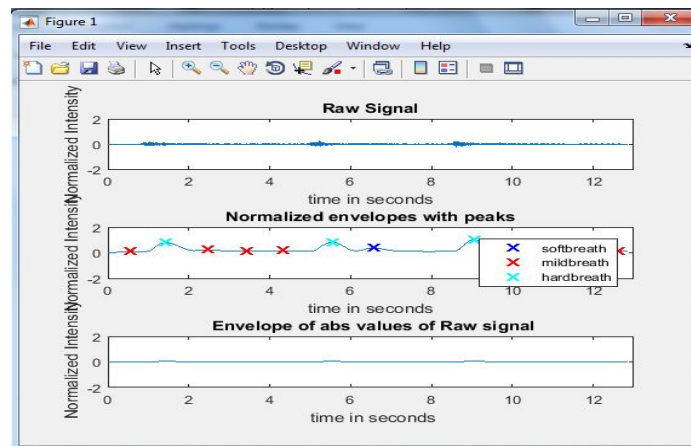 Figure 1
File Edit View Insert Tools Desktop Window Help
Raw Signal
Normalized Intensity
2
0
-2
0 2 4 6 8 10 12
time in seconds
Normalized envelopes with peaks
Normalized Intensity
2
0
-2
softbreath
mildbreath
hardbreath
0 2 4 6 8 10 12
time in seconds
Envelope of abs values of Raw signal
Normalized Intensity
2
0
-2
0 2 4 6 8 10 12
time in seconds